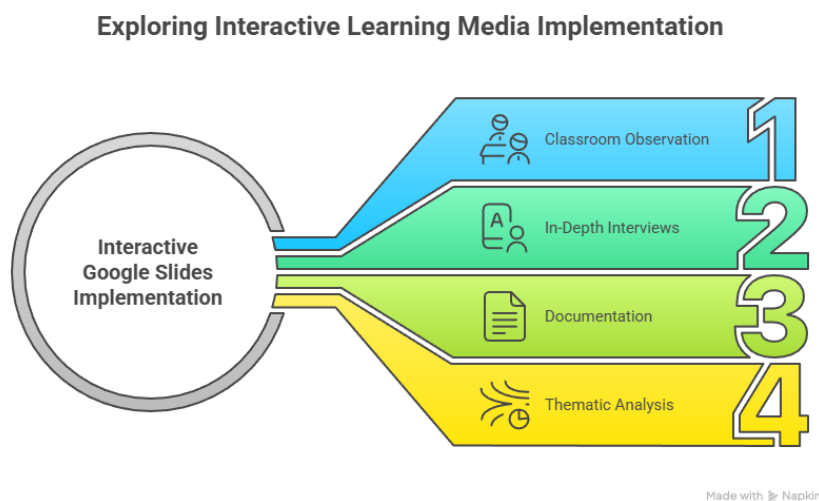 Exploring Interactive Learning Media Implementation
Classroom Observation
1
Interactive
Google Slides
Implementation
A
In-Depth Interviews
2
Documentation
3
Thematic Analysis
4
Made with Napkin